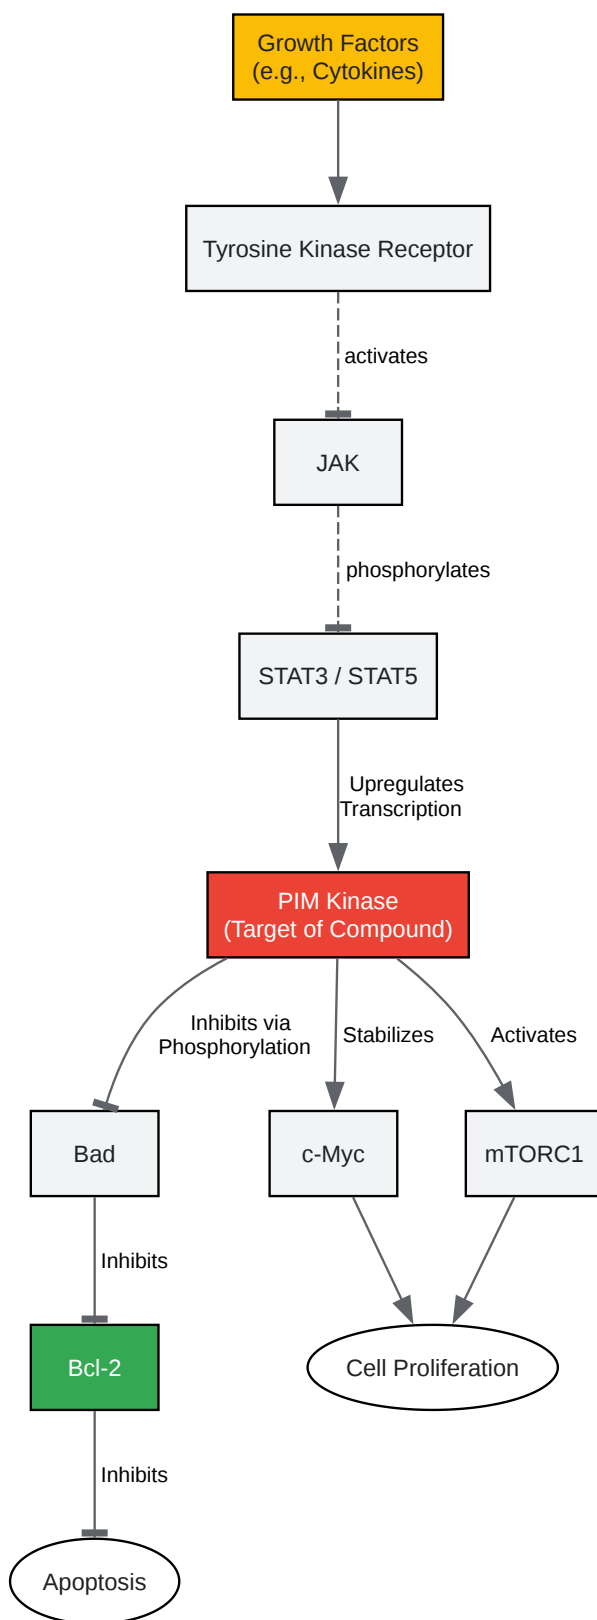 Growth Factors
(e.g., Cytokines)
Tyrosine Kinase Receptor
activates
JAK
phosphorylates
STAT3 / STAT5
Upregulates
Transcription
PIM Kinase
(Target of Compound)
Inhibits via
Phosphorylation
Stabilizes
Activates
Bad
c-Myc
mTORC1
Inhibits
Bcl-2
Cell Proliferation
Inhibits
Apoptosis